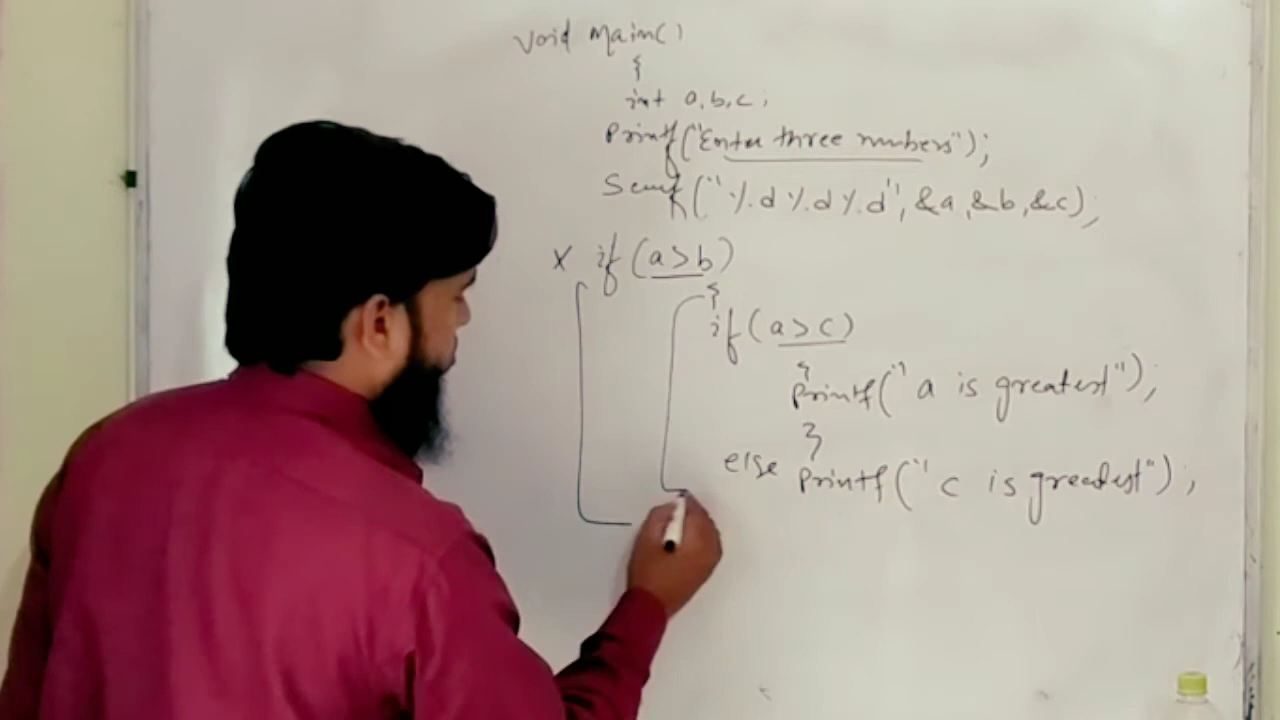 void main()
{
int a,b,c;
Printf("Enter three numbers");
Scanf("%d%d%d",&a,&b,&c);
x if(a>b)
{
if(a>c)
{
Printf("a is greatest");
}
else Printf("c is greatest");